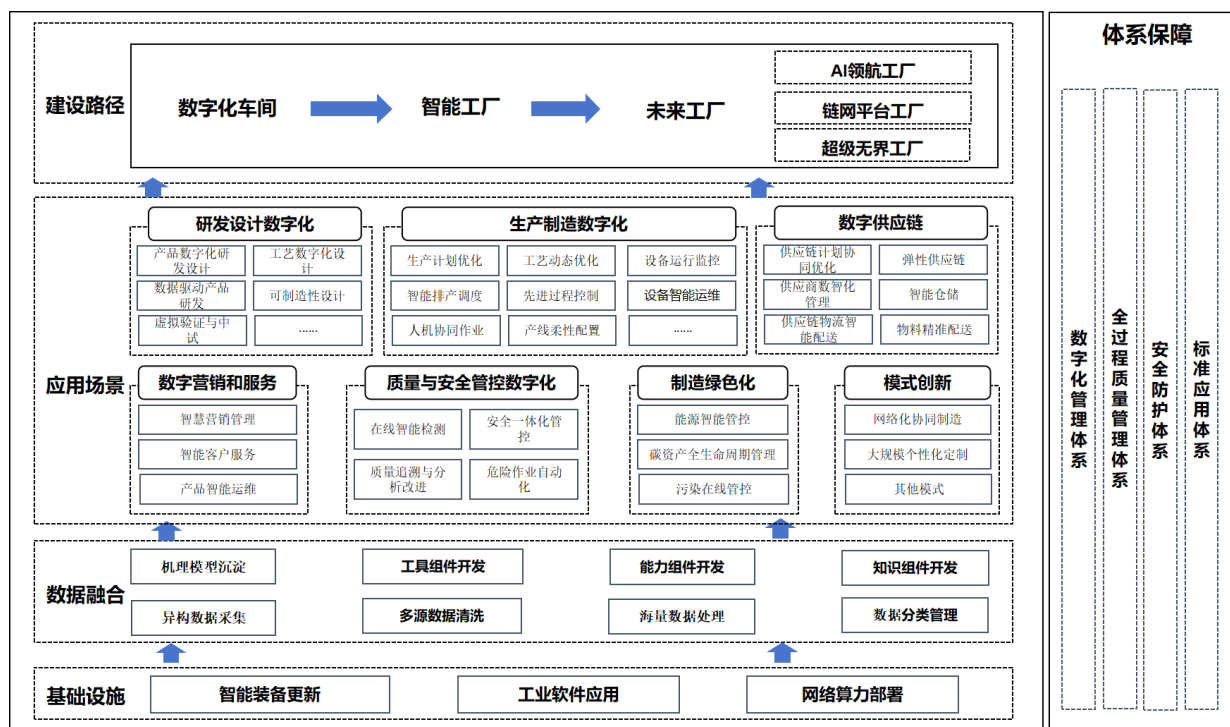 体系保障
建设路径
数字化车间
智能工厂
未来工厂
AI领航工厂
链网平台工厂
超级无界工厂
应用场景
研发设计数字化
产品数字化研
发设计
工艺数字化设
计
数据驱动产品
研发
可制造性设计
虚拟验证与中
试
......
生产制造数字化
生产计划优化
工艺动态优化
设备运行监控
智能排产调度
先进过程控制
设备智能运维
人机协同作业
产线柔性配置
......
数字供应链
供应链计划协
同优化
弹性供应链
供应商数智化
管理
智能仓储
供应链物流智
能配送
物料精准配送
数字营销和服务
智慧营销管理
智能客户服务
产品智能运维
质量与安全管控数字化
在线智能检测
安全一体化管
控
质量追溯与分
析改进
危险作业自动
化
制造绿色化
能源智能管控
碳资产全生命周期管理
污染在线管控
模式创新
网络化协同制造
大规模个性化定制
其他模式
数据融合
机理模型沉淀
工具组件开发
能力组件开发
知识组件开发
异构数据采集
多源数据清洗
海量数据处理
数据分类管理
基础设施
智能装备更新
工业软件应用
网络算力部署
数字化管理体系
全过程质量管理体系
安全防护体系
标准应用体系